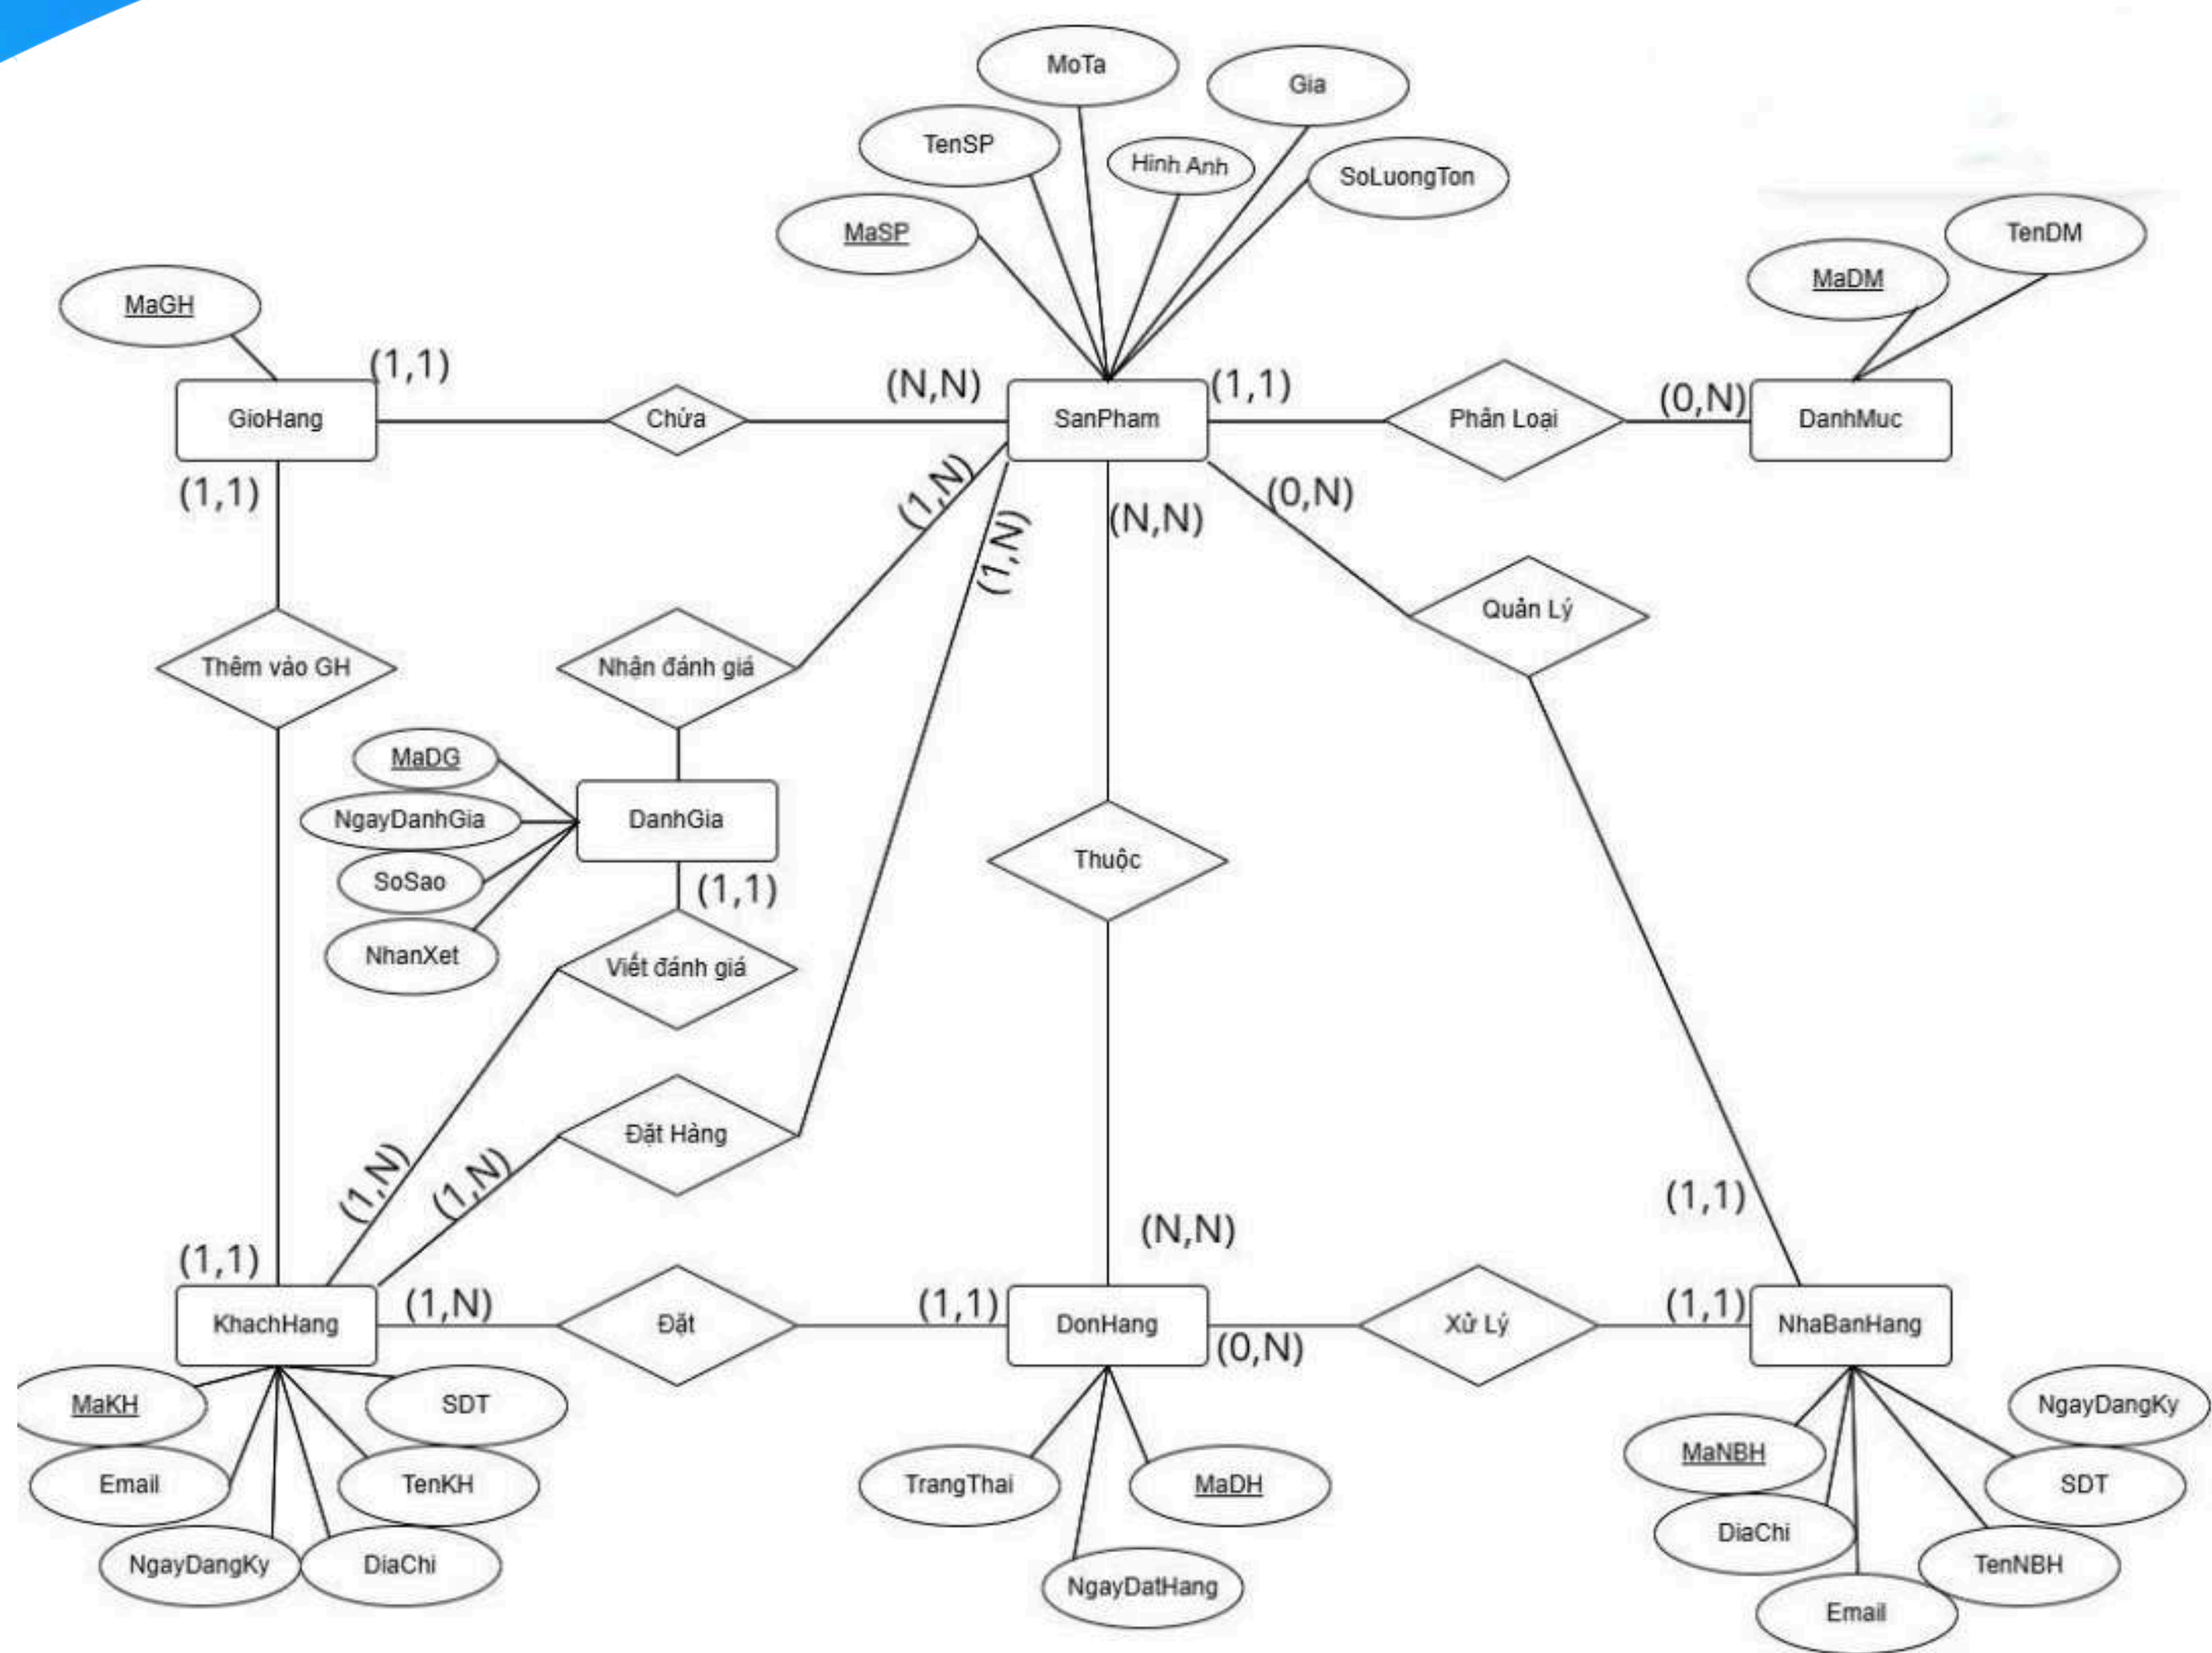 MoTa
Gia
TenSP
Hinh Anh
SoLuongTon
MaSP
TenDM
MaDM
MaGH
(1,1)
(N,N)
(1,1)
(0,N)
GioHang
Chứa
SanPham
Phân Loại
DanhMuc
(1,1)
(1,N)
(1,N)
(N,N)
(0,N)
Thêm vào GH
Nhận đánh giá
Quản Lý
MaDG
NgayDanhGia
DanhGia
SoSao
(1,1)
Thuộc
NhanXet
Viết đánh giá
Đặt Hàng
(1,N)
(1,N)
(1,1)
(N,N)
(1,1)
(1,N)
(1,1)
(0,N)
(1,1)
KhachHang
Đặt
DonHang
Xử Lý
NhaBanHang
MaKH
SDT
NgayDangKy
Email
TenKH
TrangThai
MaDH
MaNBH
SDT
NgayDangKy
DiaChi
NgayDatHang
DiaChi
TenNBH
Email